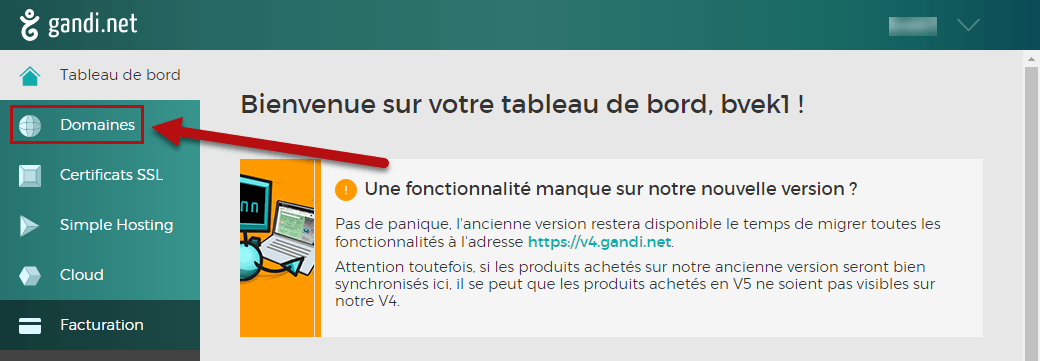 gandi.net
Tableau de bord
Domaines
Certificats SSL
Simple Hosting
Cloud
Facturation
Bienvenue sur votre tableau de bord, bvek1 !
Une fonctionnalité manque sur notre nouvelle version ?
Pas de panique, l'ancienne version restera disponible le temps de migrer toutes les
fonctionnalités à l'adresse https://v4.gandi.net.
Attention toutefois, si les produits achetés sur notre ancienne version seront bien
synchronisés ici, il se peut que les produits achetés en V5 ne soient pas visibles sur
notre V4.